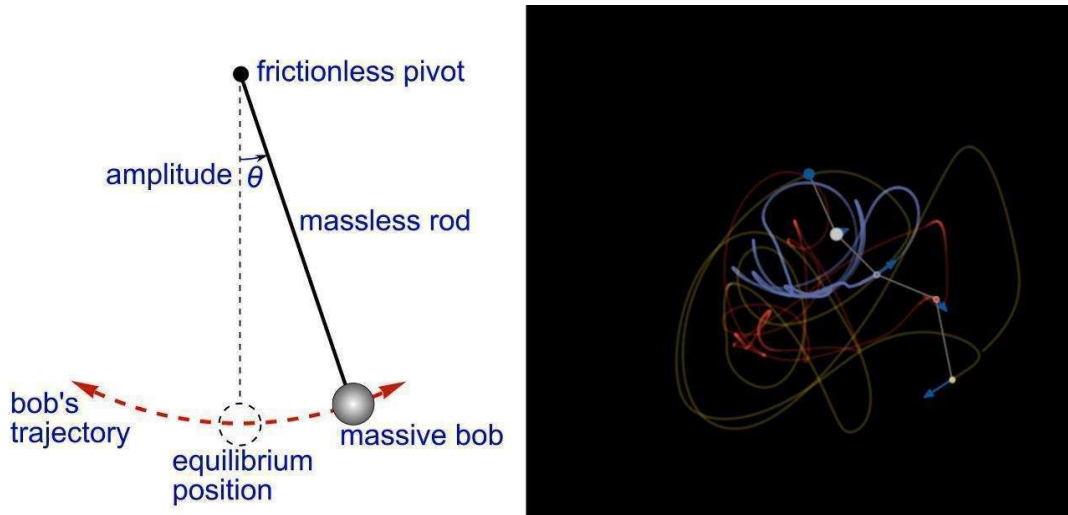 frictionless pivot
amplitude
θ
massless rod
bob's
trajectory
massive bob
equilibrium
position